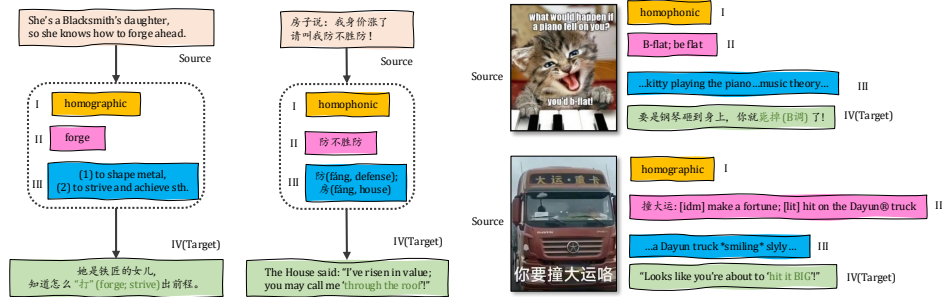 She's a Blacksmith's daughter,
so she knows how to forge ahead.
Source
I
homographic
II
forge
III
(1) to shape metal,
(2) to strive and achieve sth.
IV(Target)
她是铁匠的女儿,
知道怎么 “打” (forge; strive)出前程。
房子说：我身价涨了
请叫我防不胜防！
Source
I
homophonic
II
防不胜防
III
防(fáng, defense);
房(fáng, house)
IV(Target)
The House said: “I've risen in value;
you may call me ‘through the roof’!”
Source
what would happen if
a piano fell on you?
you'd b-flat!
homophonic
I
B-flat; be flat
II
...kitty playing the piano...music theory...
III
要是钢琴砸到身上，你就毙掉 (B调) 了!
IV(Target)
Source
大运·重卡
你要撞大运咯
homographic
I
撞大运: [idm] make a fortune; [lit] hit on the Dayun® truck
II
...a Dayun truck *smiling* slyly...
III
“Looks like you're about to ‘hit it BIG’!”
IV(Target)